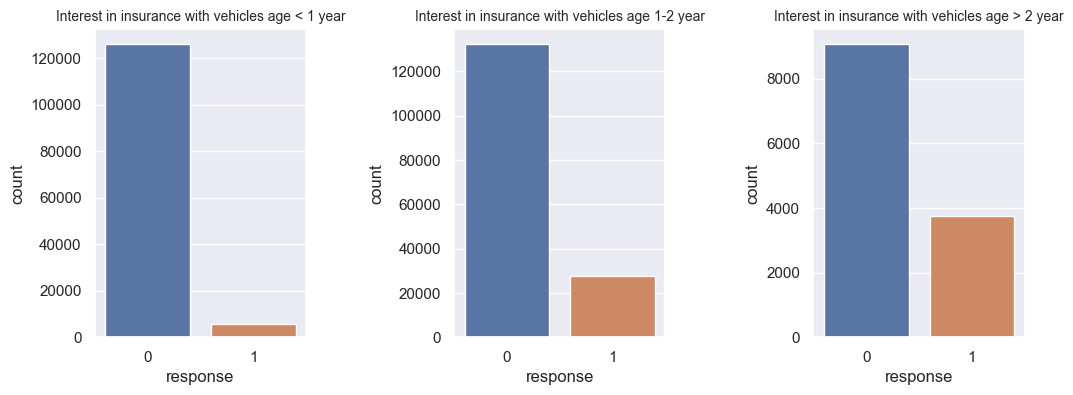 Interest in insurance with vehicles age < 1 year
120000
100000
80000
60000
40000
20000
0
count
0 1
response
Interest in insurance with vehicles age 1-2 year
120000
100000
80000
60000
40000
20000
0
count
0 1
response
Interest in insurance with vehicles age > 2 year
8000
6000
4000
2000
0
count
0 1
response